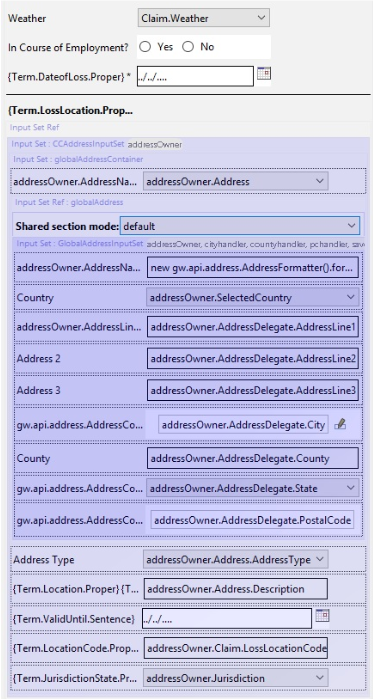 Weather Claim.Weather
In Course of Employment? Yes No
{Term.DateofLoss.Proper} * ../../....
{Term.LossLocation.Prop...
Input Set Ref
Input Set : CCAddressInputSet addressOwner
Input Set : globalAddressContainer
addressOwner.AddressNa... addressOwner.Address
Input Set Ref : globalAddress
Shared section mode: default
Input Set : GlobalAddressInputSet addressOwner, cityhandler, countyhandler, pchandler, sav
addressOwner.AddressNa... new gw.api.address.AddressFormatter().for...
Country addressOwner.SelectedCountry
addressOwner.AddressLin... addressOwner.AddressDelegate.AddressLine1
Address 2 addressOwner.AddressDelegate.AddressLine2
Address 3 addressOwner.AddressDelegate.AddressLine3
gw.api.address.AddressCo... addressOwner.AddressDelegate.City
County addressOwner.AddressDelegate.County
gw.api.address.AddressCo... addressOwner.AddressDelegate.State
gw.api.address.AddressCo... addressOwner.AddressDelegate.PostalCode
Address Type addressOwner.Address.AddressType
{Term.Location.Proper} {T... addressOwner.Address.Description
{Term.ValidUntil.Sentence} ../../....
{Term.LocationCode.Prop... addressOwner.Claim.LossLocationCode
{Term.JurisdictionState.Pr... addressOwner.Jurisdiction